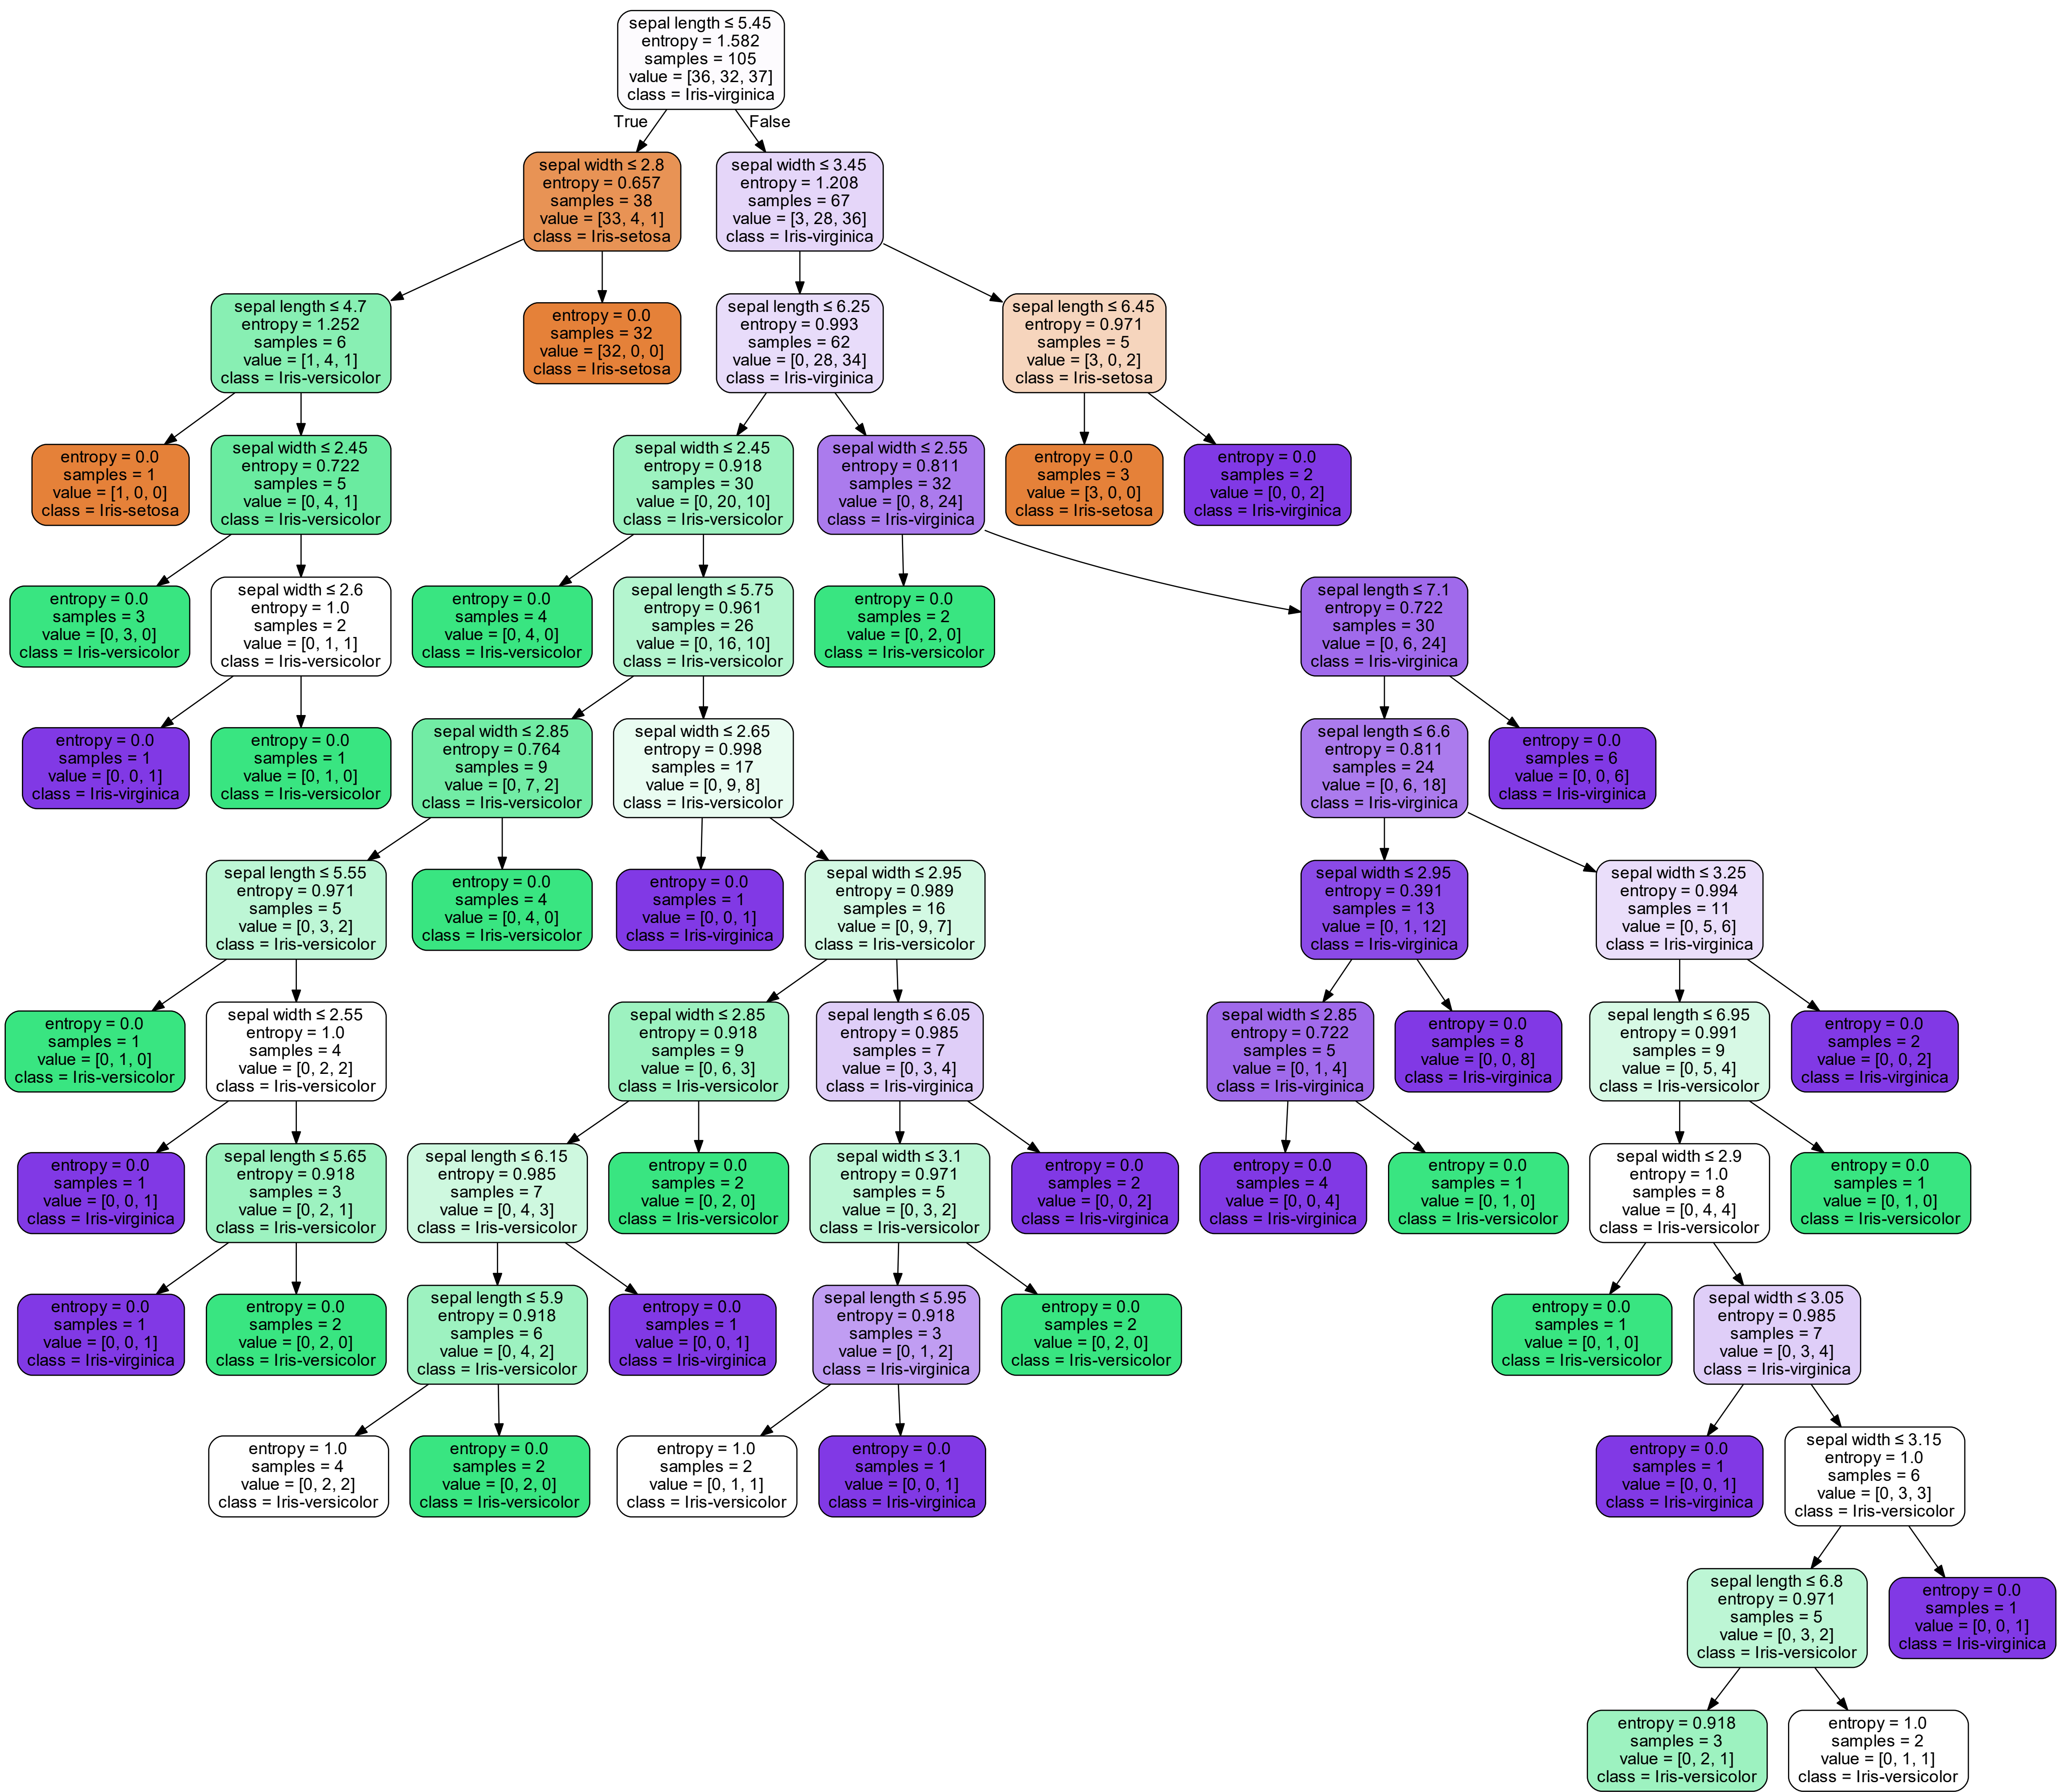 sepal length ≤ 5.45
entropy = 1.582
samples = 105
value = [36, 32, 37]
class = Iris-virginica
True
False
sepal width ≤ 2.8
entropy = 0.657
samples = 38
value = [33, 4, 1]
class = Iris-setosa
sepal width ≤ 3.45
entropy = 1.208
samples = 67
value = [3, 28, 36]
class = Iris-virginica
sepal length ≤ 4.7
entropy = 1.252
samples = 6
value = [1, 4, 1]
class = Iris-versicolor
entropy = 0.0
samples = 32
value = [32, 0, 0]
class = Iris-setosa
sepal length ≤ 6.25
entropy = 0.993
samples = 62
value = [0, 28, 34]
class = Iris-virginica
sepal length ≤ 6.45
entropy = 0.971
samples = 5
value = [3, 0, 2]
class = Iris-setosa
entropy = 0.0
samples = 1
value = [1, 0, 0]
class = Iris-setosa
sepal width ≤ 2.45
entropy = 0.722
samples = 5
value = [0, 4, 1]
class = Iris-versicolor
sepal width ≤ 2.45
entropy = 0.918
samples = 30
value = [0, 20, 10]
class = Iris-versicolor
sepal width ≤ 2.55
entropy = 0.811
samples = 32
value = [0, 8, 24]
class = Iris-virginica
entropy = 0.0
samples = 3
value = [3, 0, 0]
class = Iris-setosa
entropy = 0.0
samples = 2
value = [0, 0, 2]
class = Iris-virginica
entropy = 0.0
samples = 3
value = [0, 3, 0]
class = Iris-versicolor
sepal width ≤ 2.6
entropy = 1.0
samples = 2
value = [0, 1, 1]
class = Iris-versicolor
entropy = 0.0
samples = 4
value = [0, 4, 0]
class = Iris-versicolor
sepal length ≤ 5.75
entropy = 0.961
samples = 26
value = [0, 16, 10]
class = Iris-versicolor
entropy = 0.0
samples = 2
value = [0, 2, 0]
class = Iris-versicolor
sepal length ≤ 7.1
entropy = 0.722
samples = 30
value = [0, 6, 24]
class = Iris-virginica
entropy = 0.0
samples = 1
value = [0, 0, 1]
class = Iris-virginica
entropy = 0.0
samples = 1
value = [0, 1, 0]
class = Iris-versicolor
sepal width ≤ 2.85
entropy = 0.764
samples = 9
value = [0, 7, 2]
class = Iris-versicolor
sepal width ≤ 2.65
entropy = 0.998
samples = 17
value = [0, 9, 8]
class = Iris-versicolor
sepal length ≤ 6.6
entropy = 0.811
samples = 24
value = [0, 6, 18]
class = Iris-virginica
entropy = 0.0
samples = 6
value = [0, 0, 6]
class = Iris-virginica
sepal length ≤ 5.55
entropy = 0.971
samples = 5
value = [0, 3, 2]
class = Iris-versicolor
entropy = 0.0
samples = 4
value = [0, 4, 0]
class = Iris-versicolor
entropy = 0.0
samples = 1
value = [0, 0, 1]
class = Iris-virginica
sepal width ≤ 2.95
entropy = 0.989
samples = 16
value = [0, 9, 7]
class = Iris-versicolor
sepal width ≤ 2.95
entropy = 0.391
samples = 13
value = [0, 1, 12]
class = Iris-virginica
sepal width ≤ 3.25
entropy = 0.994
samples = 11
value = [0, 5, 6]
class = Iris-virginica
entropy = 0.0
samples = 1
value = [0, 1, 0]
class = Iris-versicolor
sepal width ≤ 2.55
entropy = 1.0
samples = 4
value = [0, 2, 2]
class = Iris-versicolor
sepal width ≤ 2.85
entropy = 0.918
samples = 9
value = [0, 6, 3]
class = Iris-versicolor
sepal length ≤ 6.05
entropy = 0.985
samples = 7
value = [0, 3, 4]
class = Iris-virginica
sepal width ≤ 2.85
entropy = 0.722
samples = 5
value = [0, 1, 4]
class = Iris-virginica
entropy = 0.0
samples = 8
value = [0, 0, 8]
class = Iris-virginica
sepal length ≤ 6.95
entropy = 0.991
samples = 9
value = [0, 5, 4]
class = Iris-versicolor
entropy = 0.0
samples = 2
value = [0, 0, 2]
class = Iris-virginica
entropy = 0.0
samples = 1
value = [0, 0, 1]
class = Iris-virginica
sepal length ≤ 5.65
entropy = 0.918
samples = 3
value = [0, 2, 1]
class = Iris-versicolor
sepal length ≤ 6.15
entropy = 0.985
samples = 7
value = [0, 4, 3]
class = Iris-versicolor
entropy = 0.0
samples = 2
value = [0, 2, 0]
class = Iris-versicolor
sepal width ≤ 3.1
entropy = 0.971
samples = 5
value = [0, 3, 2]
class = Iris-versicolor
entropy = 0.0
samples = 2
value = [0, 0, 2]
class = Iris-virginica
entropy = 0.0
samples = 4
value = [0, 0, 4]
class = Iris-virginica
entropy = 0.0
samples = 1
value = [0, 1, 0]
class = Iris-versicolor
sepal width ≤ 2.9
entropy = 1.0
samples = 8
value = [0, 4, 4]
class = Iris-versicolor
entropy = 0.0
samples = 1
value = [0, 1, 0]
class = Iris-versicolor
entropy = 0.0
samples = 1
value = [0, 0, 1]
class = Iris-virginica
entropy = 0.0
samples = 2
value = [0, 2, 0]
class = Iris-versicolor
sepal length ≤ 5.9
entropy = 0.918
samples = 6
value = [0, 4, 2]
class = Iris-versicolor
entropy = 0.0
samples = 1
value = [0, 0, 1]
class = Iris-virginica
sepal length ≤ 5.95
entropy = 0.918
samples = 3
value = [0, 1, 2]
class = Iris-virginica
entropy = 0.0
samples = 2
value = [0, 2, 0]
class = Iris-versicolor
entropy = 0.0
samples = 1
value = [0, 1, 0]
class = Iris-versicolor
sepal width ≤ 3.05
entropy = 0.985
samples = 7
value = [0, 3, 4]
class = Iris-virginica
entropy = 1.0
samples = 4
value = [0, 2, 2]
class = Iris-versicolor
entropy = 0.0
samples = 2
value = [0, 2, 0]
class = Iris-versicolor
entropy = 1.0
samples = 2
value = [0, 1, 1]
class = Iris-versicolor
entropy = 0.0
samples = 1
value = [0, 0, 1]
class = Iris-virginica
entropy = 0.0
samples = 1
value = [0, 0, 1]
class = Iris-virginica
sepal width ≤ 3.15
entropy = 1.0
samples = 6
value = [0, 3, 3]
class = Iris-versicolor
sepal length ≤ 6.8
entropy = 0.971
samples = 5
value = [0, 3, 2]
class = Iris-versicolor
entropy = 0.0
samples = 1
value = [0, 0, 1]
class = Iris-virginica
entropy = 0.918
samples = 3
value = [0, 2, 1]
class = Iris-versicolor
entropy = 1.0
samples = 2
value = [0, 1, 1]
class = Iris-versicolor